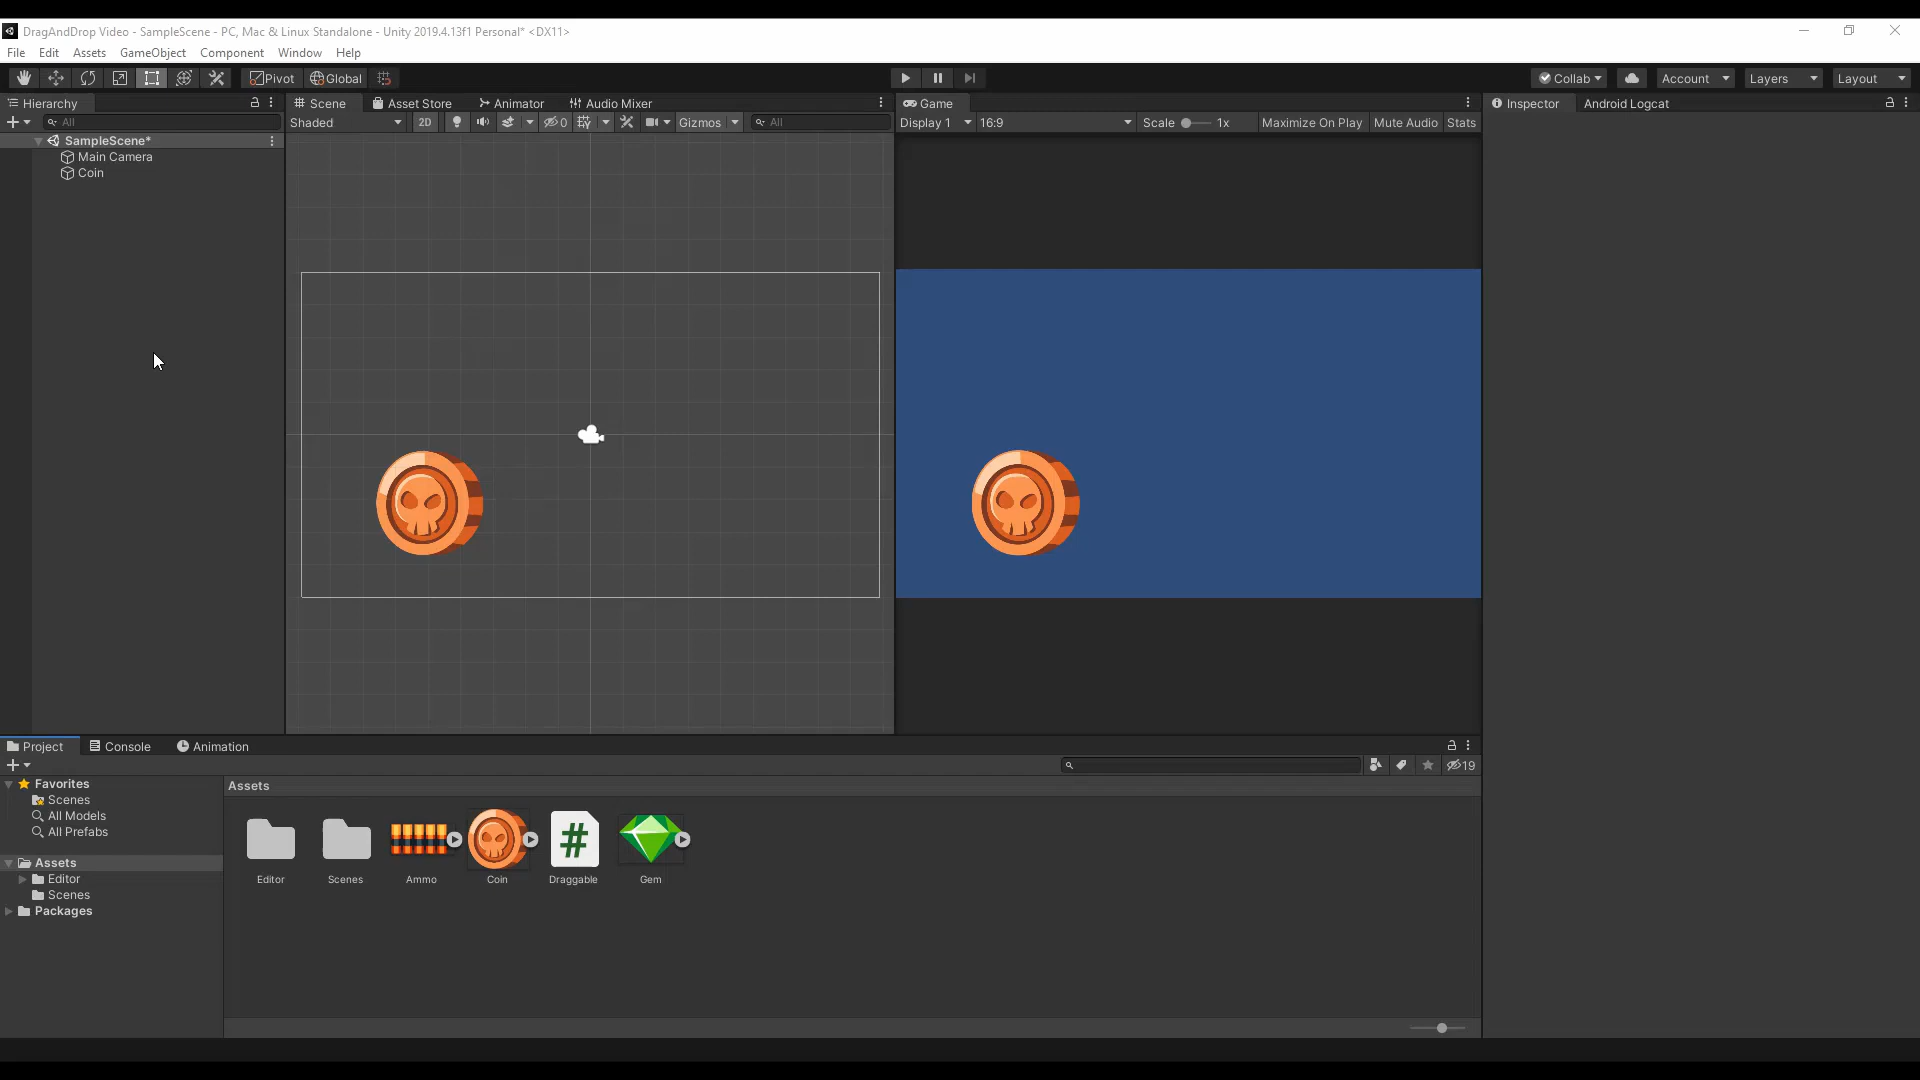 DragAndDrop Video - SampleScene - PC, Mac & Linux Standalone - Unity 2019.4.13f1 Personal* <DX11>
File Edit Assets GameObject Component Window Help
Pivot Global Collab Account Layers Layout
Hierarchy
All
SampleScene*
Main Camera
Coin
Scene Asset Store Animator Audio Mixer
Shaded 2D 0 Gizmos All
Game
Display 1 16:9 Scale 1x Maximize On Play Mute Audio Stats
Inspector Android Logcat
Project Console Animation
19
Favorites
Scenes
All Models
All Prefabs
Assets
Editor
Scenes
Packages
Assets
Editor Scenes Ammo Coin Draggable Gem